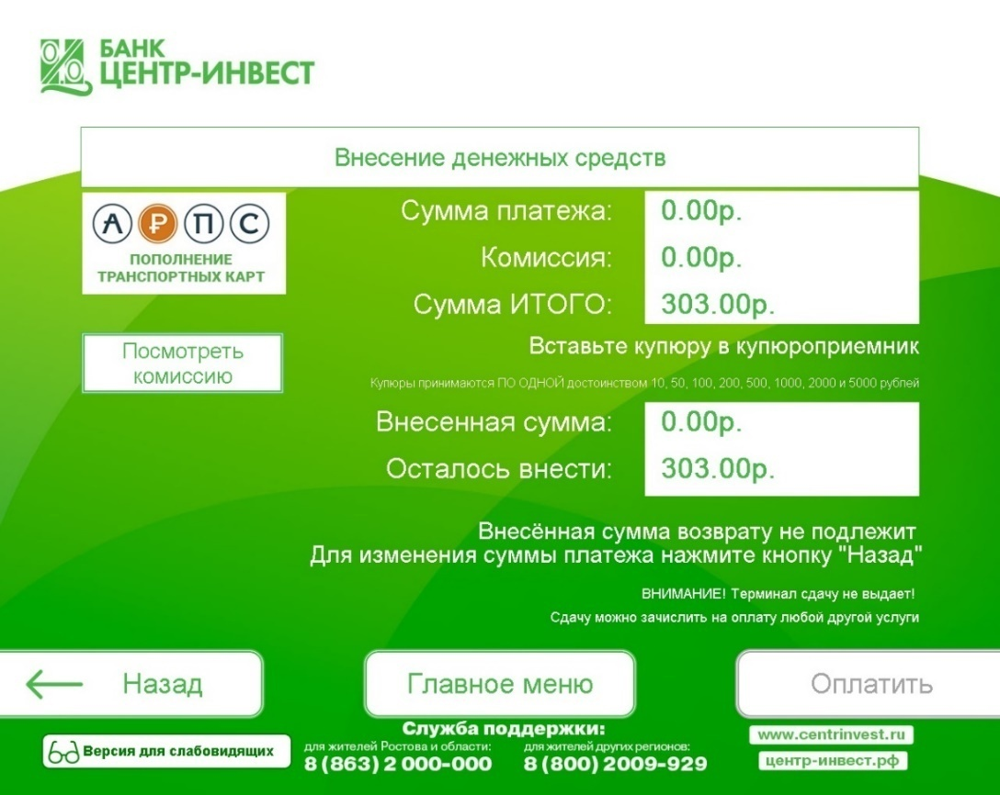 БАНК
ЦЕНТР-ИНВЕСТ
Внесение денежных средств
АРПС
ПОПОЛНЕНИЕ
ТРАНСПОРТНЫХ КАРТ
Посмотреть
комиссию
Сумма платежа: 0.00р.
Комиссия: 0.00р.
Сумма ИТОГО: 303.00р.
Вставьте купюру в купюроприемник
Купюры принимаются ПО ОДНОЙ достоинством 10, 50, 100, 200, 500, 1000, 2000 и 5000 рублей
Внесенная сумма: 0.00р.
Осталось внести: 303.00р.
Внесённая сумма возврату не подлежит
Для изменения суммы платежа нажмите кнопку "Назад"
ВНИМАНИЕ! Терминал сдачу не выдает!
Сдачу можно зачислить на оплату любой другой услуги
Назад
Главное меню
Оплатить
Версия для слабовидящих
Служба поддержки:
для жителей Ростова и области: для жителей других регионов:
8 (863) 2 000-000 8 (800) 2009-929
www.centrinvest.ru
центр-инвест.рф